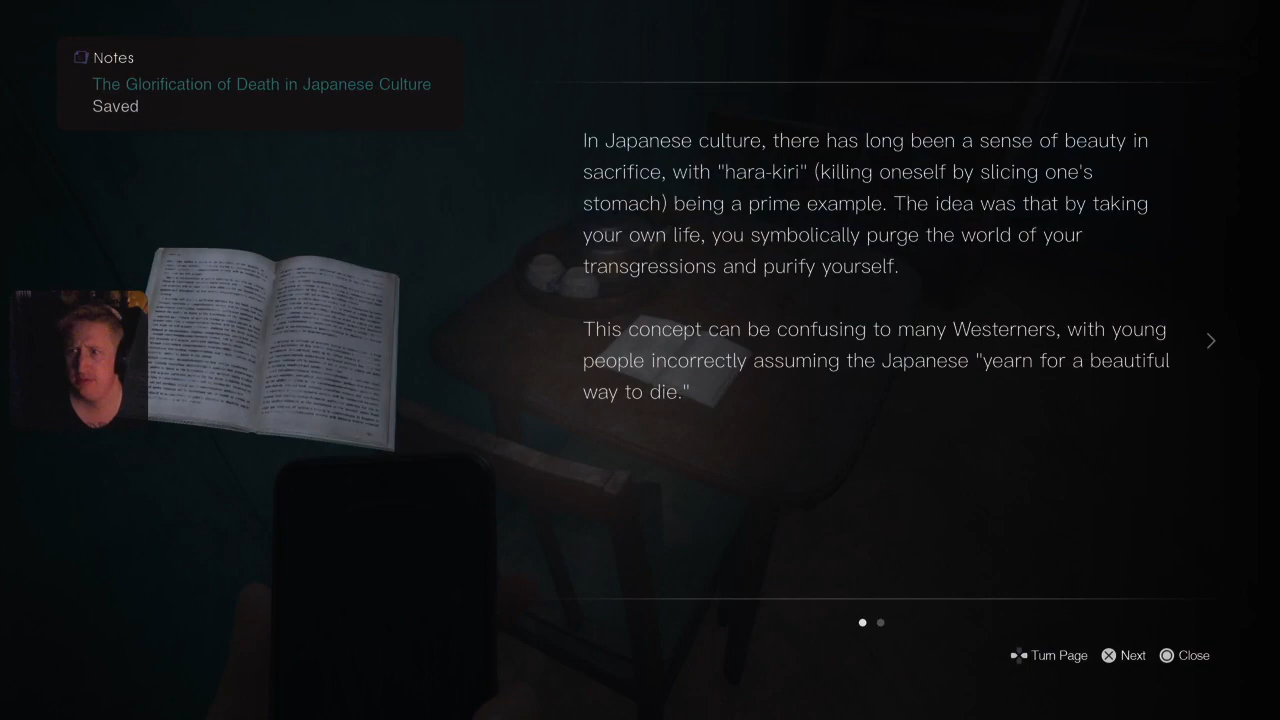 Notes
The Glorification of Death in Japanese Culture
Saved
In Japanese culture, there has long been a sense of beauty in
sacrifice, with "hara-kiri" (killing oneself by slicing one's
stomach) being a prime example. The idea was that by taking
your own life, you symbolically purge the world of your
transgressions and purify yourself.
This concept can be confusing to many Westerners, with young
people incorrectly assuming the Japanese "yearn for a beautiful
way to die."
Turn Page
Next
Close